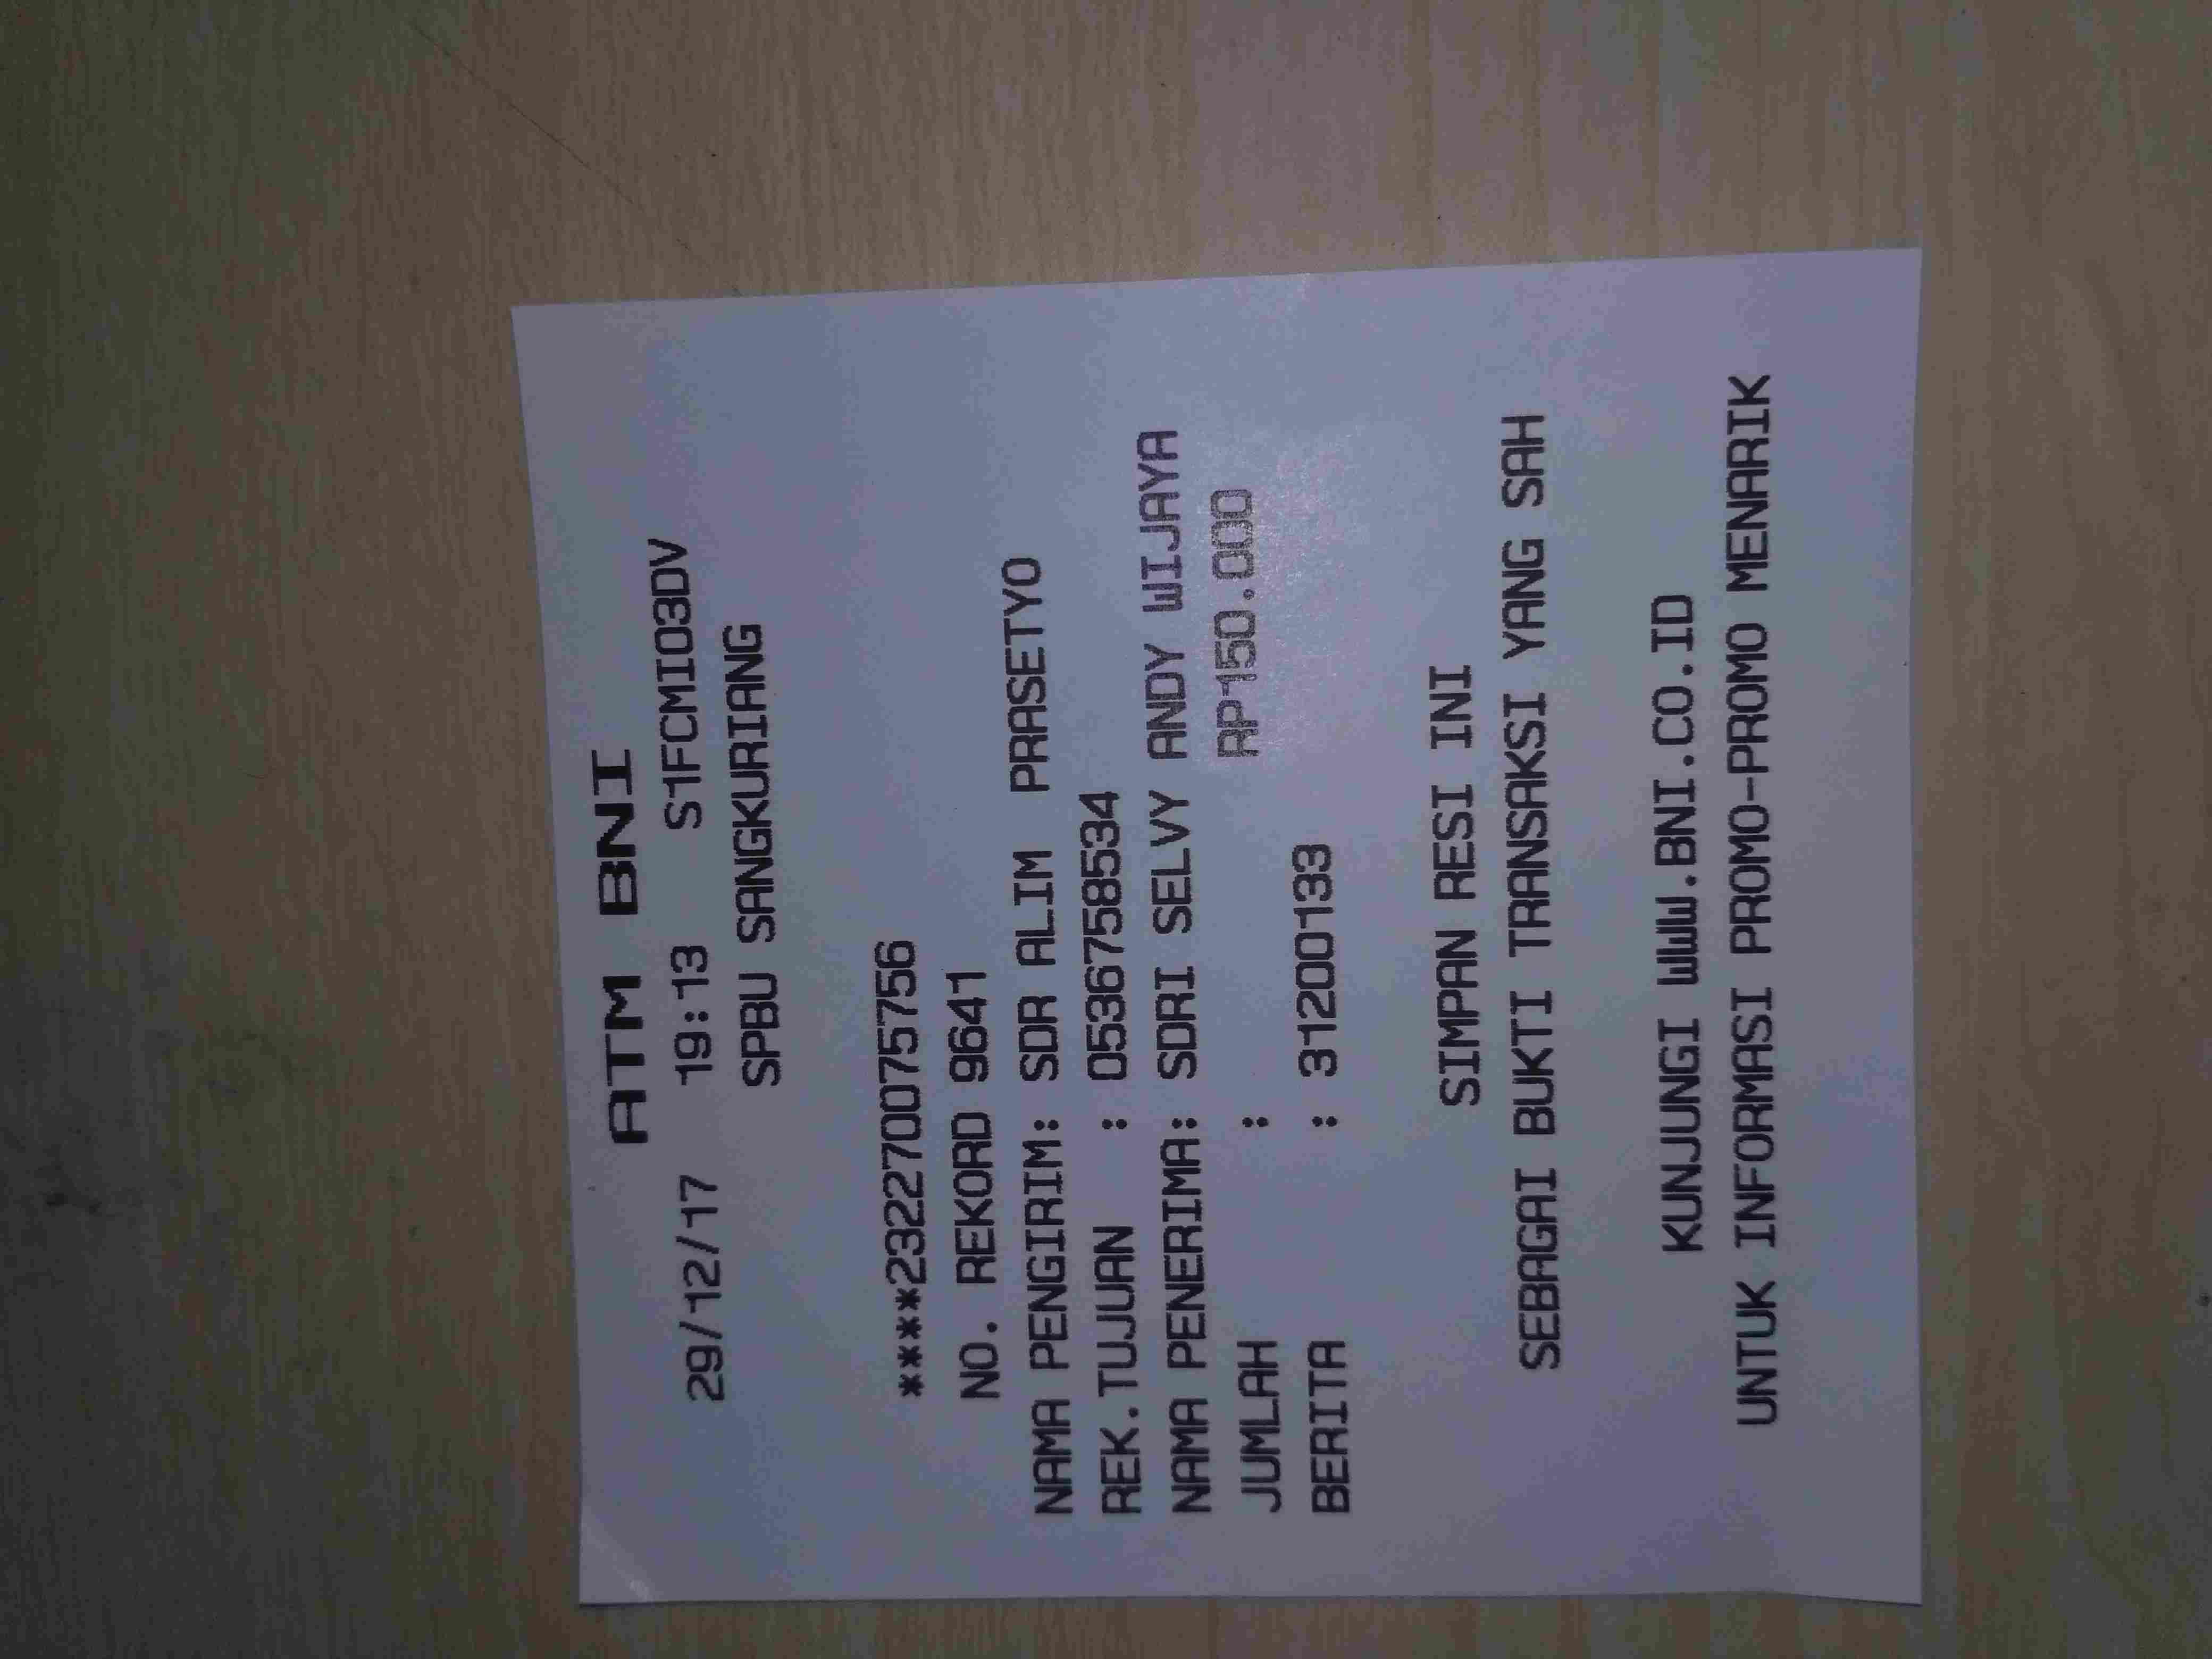 ATM BNI
29/12/17 19:13 S1FCMI03DV
SPBU SANGKURIANG
****232270075756
NO. REKORD 9641
NAMA PENGIRIM: SDR ALIM PRASETYO
REK.TUJUAN : 0536758534
NAMA PENERIMA: SDRI SELVY ANDY WIJAYA
JUMLAH : RP150.000
BERITA : 31200133
SIMPAN RESI INI
SEBAGAI BUKTI TRANSAKSI YANG SAH
KUNJUNGI WWW.BNI.CO.ID
UNTUK INFORMASI PROMO-PROMO MENARIK